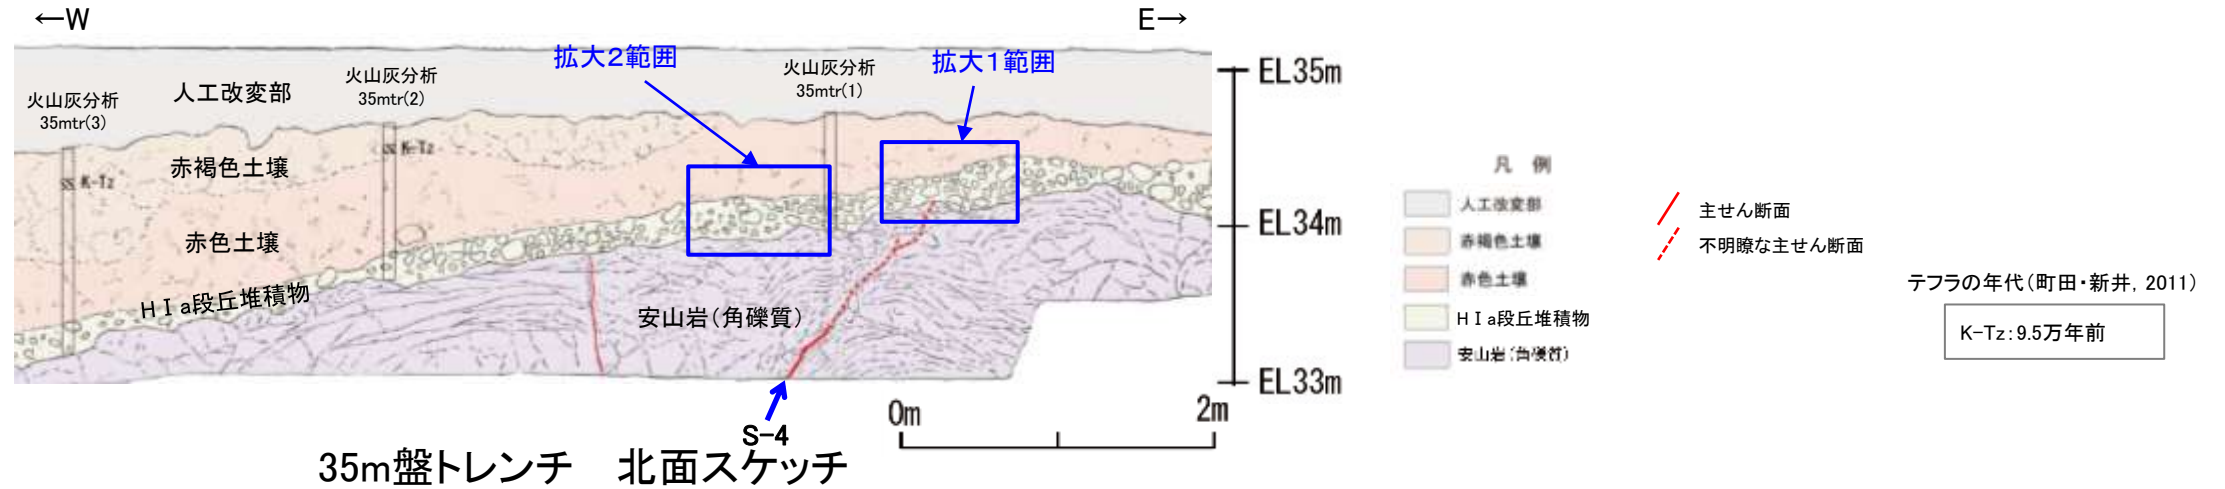 ←W
E→
火山灰分析
35mtr(3)
人工改変部
火山灰分析
35mtr(2)
拡大2範囲
火山灰分析
35mtr(1)
拡大1範囲
EL35m
K-Tz
K-Tz
赤褐色土壌
赤色土壌
HⅠa段丘堆積物
安山岩(角礫質)
EL34m
EL33m
S-4
0m
2m
35m盤トレンチ 北面スケッチ
凡 例
人工改変部
赤褐色土壌
赤色土壌
HⅠa段丘堆積物
安山岩(角礫質)
主せん断面
不明瞭な主せん断面
テフラの年代(町田・新井, 2011)
K-Tz:9.5万年前